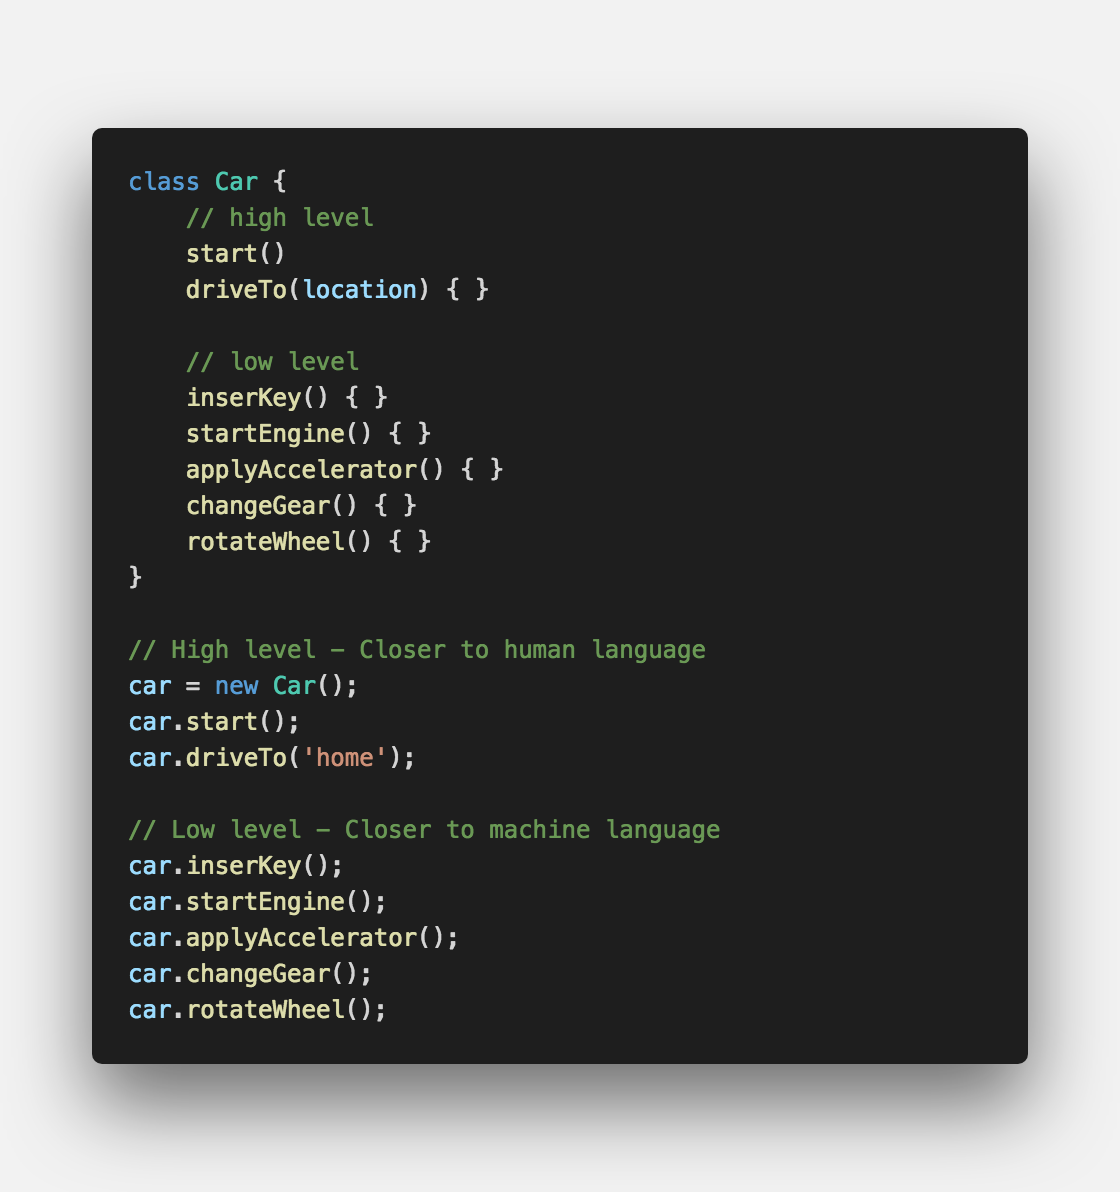 class Car {
    // high level
    start()
    driveTo(location) { }

    // low level
    inserKey() { }
    startEngine() { }
    applyAccelerator() { }
    changeGear() { }
    rotateWheel() { }
}

// High level – Closer to human language
car = new Car();
car.start();
car.driveTo('home');

// Low level – Closer to machine language
car.inserKey();
car.startEngine();
car.applyAccelerator();
car.changeGear();
car.rotateWheel();